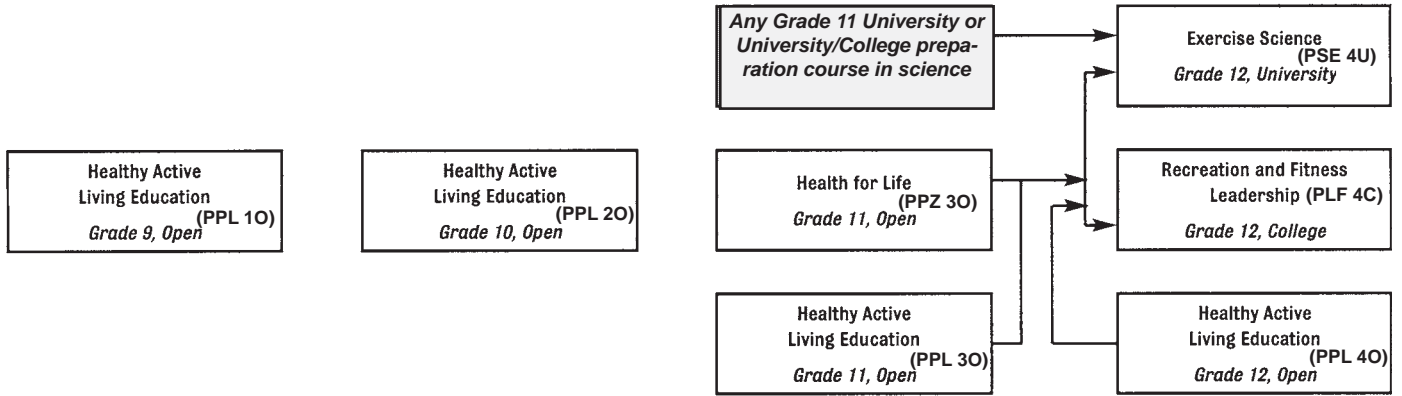 Any Grade 11 University or
University/College prepa-
ration course in science
Exercise Science
(PSE 4U)
Grade 12, University
Healthy Active
Living Education
(PPL 1O)
Grade 9, Open
Healthy Active
Living Education
(PPL 2O)
Grade 10, Open
Health for Life
(PPZ 3O)
Grade 11, Open
Recreation and Fitness
Leadership (PLF 4C)
Grade 12, College
Healthy Active
Living Education
(PPL 3O)
Grade 11, Open
Healthy Active
Living Education
(PPL 4O)
Grade 12, Open